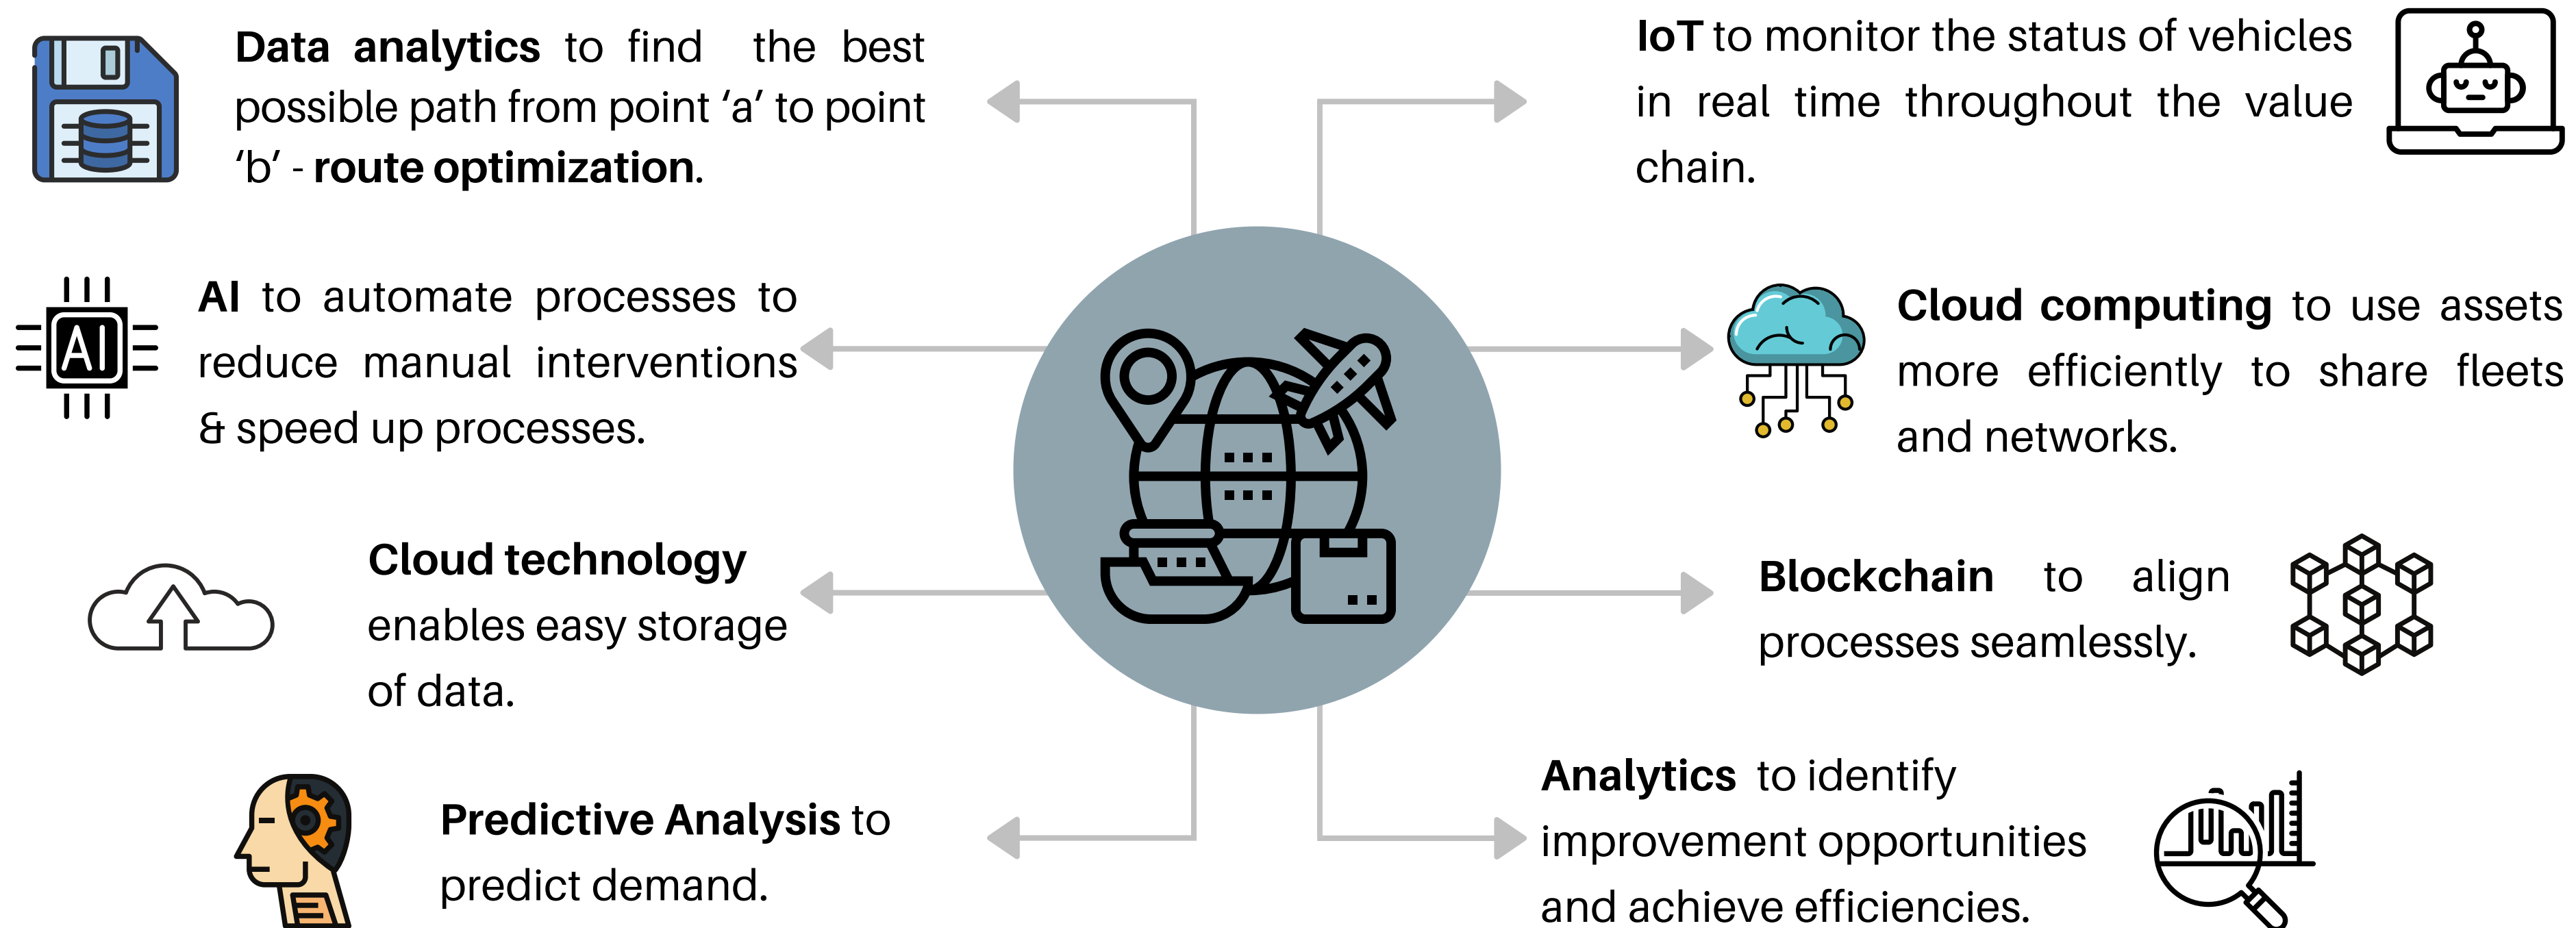 Data analytics to find the best
possible path from point ‘a’ to point
‘b’ - route optimization.
AI to automate processes to
reduce manual interventions
& speed up processes.
Cloud technology
enables easy storage
of data.
Predictive Analysis to
predict demand.
IoT to monitor the status of vehicles
in real time throughout the value
chain.
Cloud computing to use assets
more efficiently to share fleets
and networks.
Blockchain to align
processes seamlessly.
Analytics to identify
improvement opportunities
and achieve efficiencies.
AI